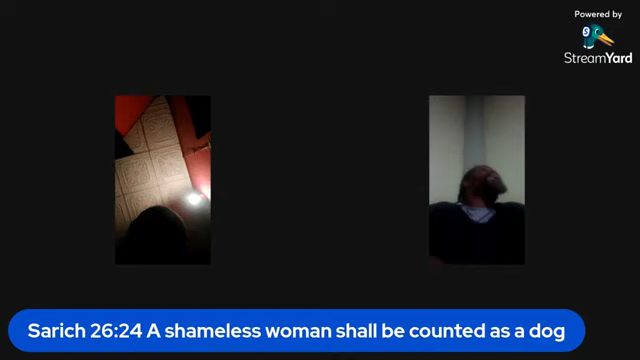 Powered by
StreamYard
Sarich 26:24 A shameless woman shall be counted as a dog